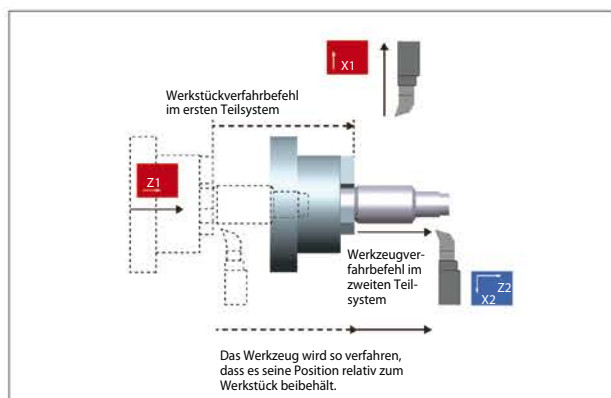 X1
Werkstückverfahrbefehl
im ersten Teilsystem
Z1
Werkzeugver-
fahrbefehl im
zweiten Teil-
system
Z2
X2
Das Werkzeug wird so verfahren,
dass es seine Position relativ zum
Werkstück beibehält.